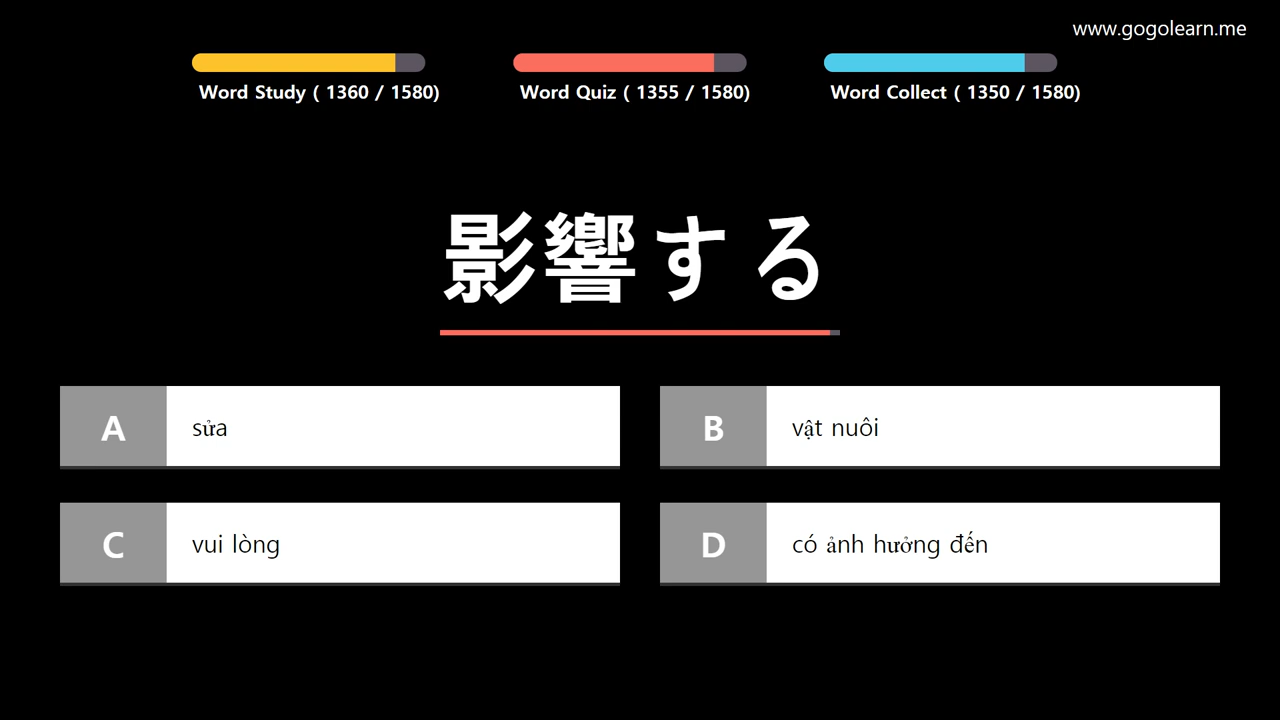 www.gogolearn.me
Word Study ( 1360 / 1580)
Word Quiz ( 1355 / 1580)
Word Collect ( 1350 / 1580)
影響する
A sửa
B vật nuôi
C vui lòng
D có ảnh hưởng đến